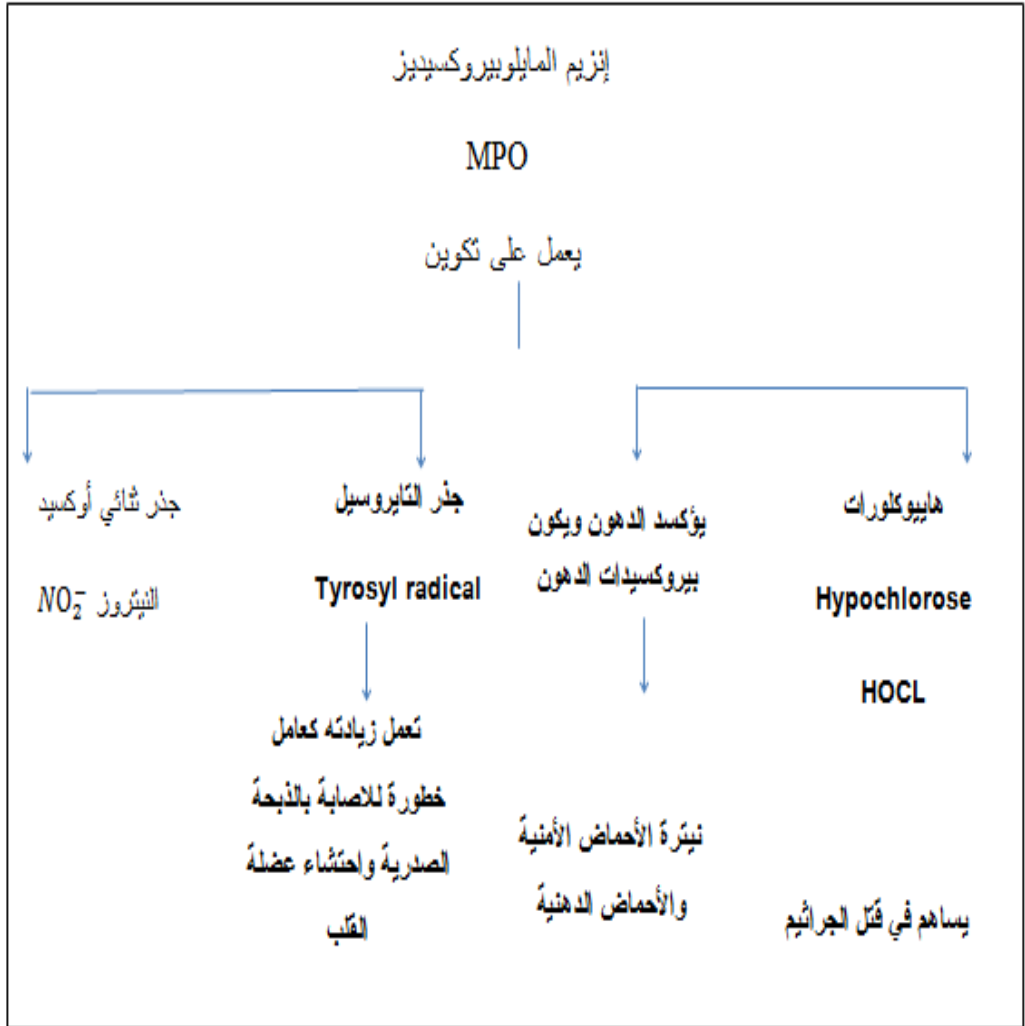 إنزيم المايلوبيروكسيديز
MPO
يعمل على تكوين
هاييوكلورات
Hypochlorose
HOCL
يساهم في قتل الجراثيم
يؤكسد الدهون ويكون
بيروكسيدات الدهون
نيترة الأحماض الأمنية
والأحماض الدهنية
جذر التايروسيل
Tyrosyl radical
تعمل زيادته كعامل
خطورة للاصابة بالذبحة
الصدرية واحتشاء عضلة
القلب
جذر ثنائي أوكسيد
النيتروز NO₂⁻